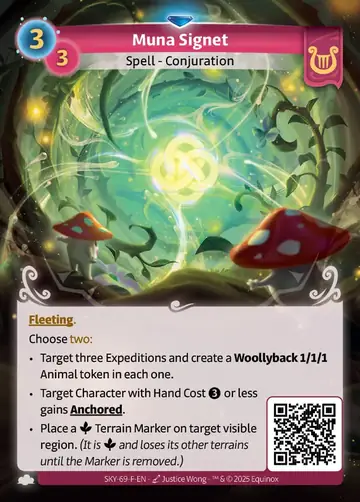 3
3
Muna Signet
Spell - Conjuration
Fleeting.
Choose two:
• Target three Expeditions and create a Woollyback 1/1/1
Animal token in each one.
• Target Character with Hand Cost 3 or less
gains Anchored.
• Place a Terrain Marker on target visible
region. (It is and loses its other terrains
until the Marker is removed.)
SKY-69-F-EN - Justice Wong - ™ & © 2025 Equinox